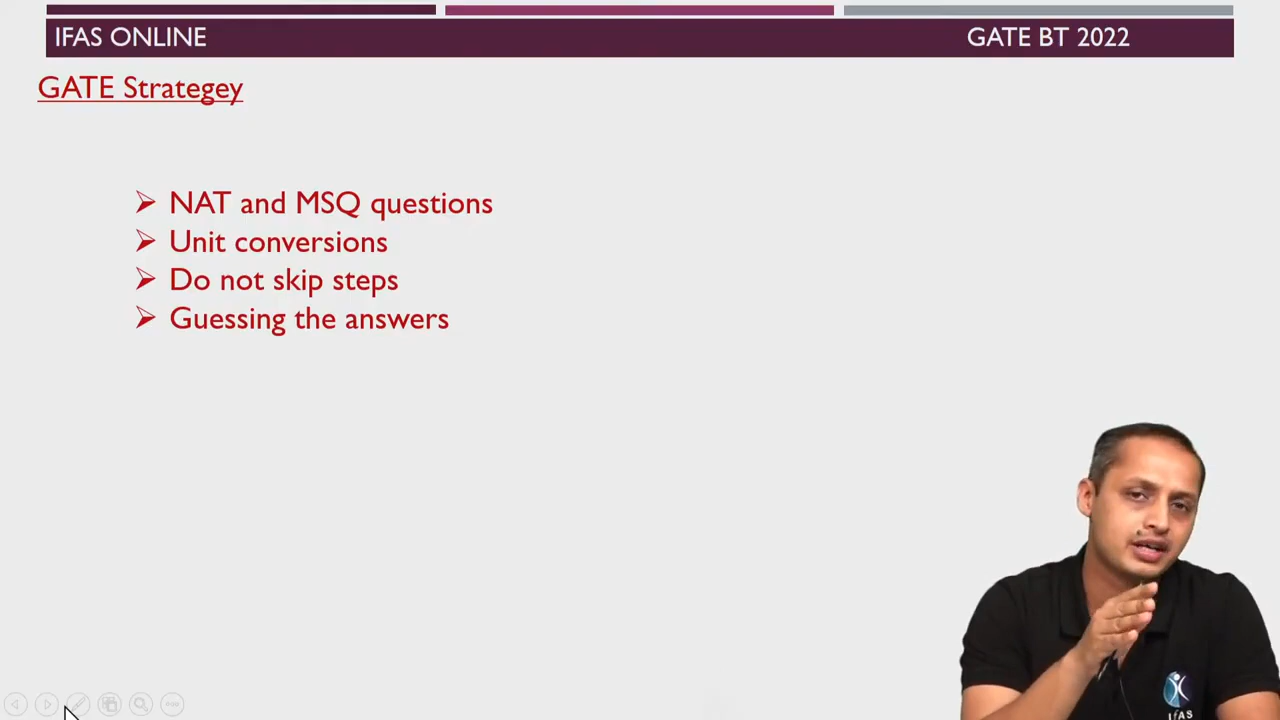 IFAS ONLINE
GATE BT 2022
GATE Strategey
NAT and MSQ questions
Unit conversions
Do not skip steps
Guessing the answers
IFAS